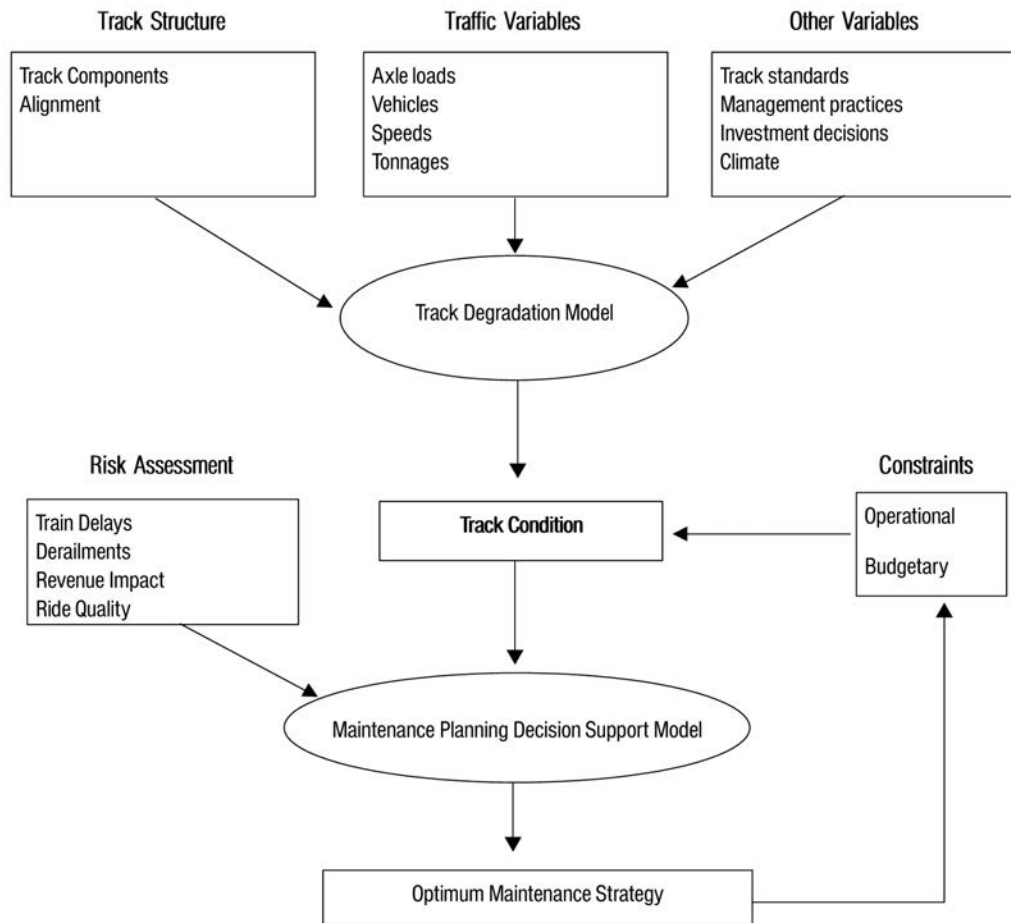 Track Structure
Traffic Variables
Other Variables
Track Components
Alignment
Axle loads
Vehicles
Speeds
Tonnages
Track standards
Management practices
Investment decisions
Climate
Track Degradation Model
Risk Assessment
Constraints
Train Delays
Derailments
Revenue Impact
Ride Quality
Track Condition
Operational
Budgetary
Maintenance Planning Decision Support Model
Optimum Maintenance Strategy